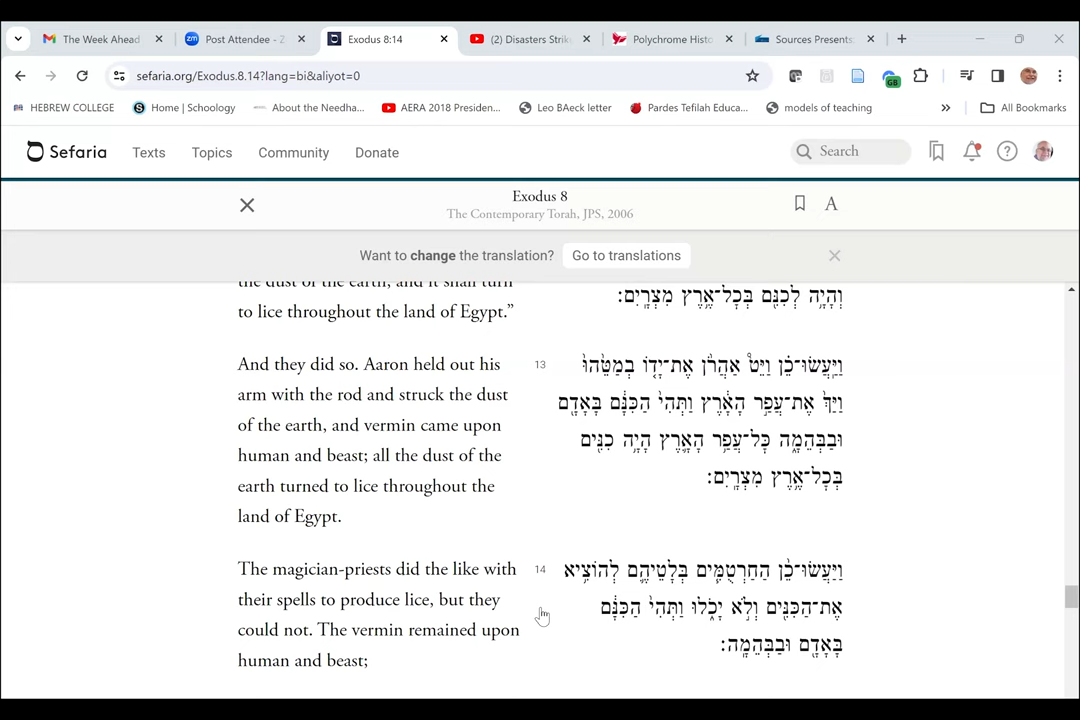 The Week Ahead
Post Attendee - Z
Exodus 8:14
(2) Disasters Strik
Polychrome Histo
Sources Presents:
sefaria.org/Exodus.8.14?lang=bi&aliyot=0
GB
HEBREW COLLEGE
Home | Schoology
About the Needha...
AERA 2018 Presiden...
Leo BAeck letter
Pardes Tefilah Educa...
models of teaching
All Bookmarks
Sefaria
Texts
Topics
Community
Donate
Search
Exodus 8
The Contemporary Torah, JPS, 2006
A
Want to change the translation?
Go to translations
the dust of the earth, and it shall turn
to lice throughout the land of Egypt.”
וְהָיָ֥ה לְכִנִּ֖ם בְּכׇל־אֶ֥רֶץ מִצְרָֽיִם׃
And they did so. Aaron held out his
arm with the rod and struck the dust
of the earth, and vermin came upon
human and beast; all the dust of the
earth turned to lice throughout the
land of Egypt.
13
וַיַּֽעֲשׂוּ־כֵ֗ן וַיֵּט֩ אַהֲרֹ֨ן אֶת־יָד֤וֹ בְמַטֵּ֙הוּ֙
וַיַּךְ֙ אֶת־עֲפַ֣ר הָאָ֔רֶץ וַתְּהִי֙ הַכִּנָּ֔ם בָּאָדָ֖ם
וּבַבְּהֵמָ֑ה כׇּל־עֲפַ֥ר הָאָ֛רֶץ הָיָ֥ה כִנִּ֖ים
בְּכׇל־אֶ֥רֶץ מִצְרָֽיִם׃
The magician-priests did the like with
their spells to produce lice, but they
could not. The vermin remained upon
human and beast;
14
וַיַּעֲשׂוּ־כֵ֨ן הַחַרְטֻמִּ֧ים בְּלָטֵיהֶ֛ם לְהוֹצִ֥יא
אֶת־הַכִּנִּ֖ים וְלֹ֣א יָכֹ֑לוּ וַתְּהִי֙ הַכִּנָּ֔ם
בָּאָדָ֖ם וּבַבְּהֵמָֽה׃